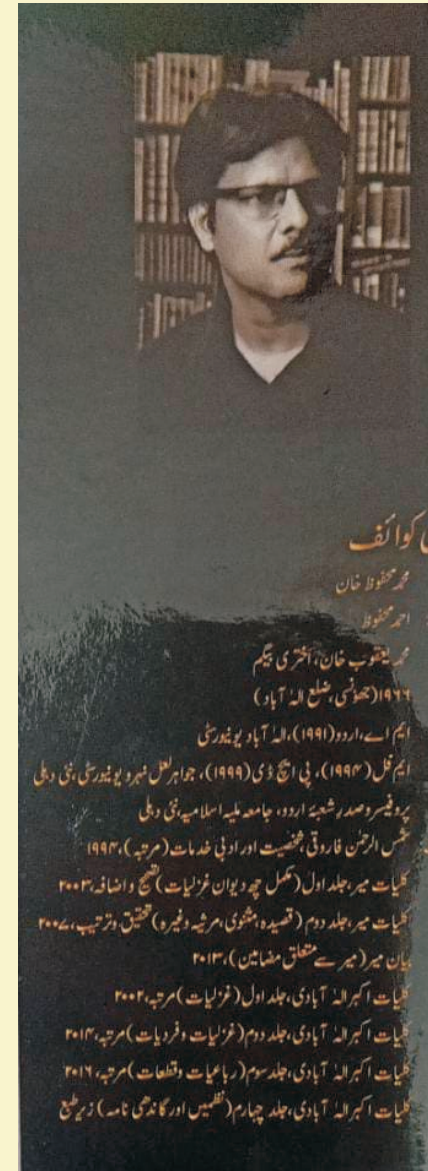 کوائف
محمد محفوظ خان
احمد محفوظ
محمد یعقوب خان، اختری بیگم
۱۹۶۶ (جھونسی، ضلع الہٰ آباد)
ایم اے، اردو (۱۹۹۱)، الہٰ آباد یونیورسٹی
ایم فل (۱۹۹۴)، پی ایچ ڈی (۱۹۹۹)، جواہر لعل نہرو یونیورسٹی، نئی دہلی
پروفیسر و صدر شعبۂ اردو، جامعہ ملیہ اسلامیہ، نئی دہلی
شمس الرحمٰن فاروقی: شخصیت اور ادبی خدمات (مرتبہ)، ۱۹۹۴
کلیات میر، جلد اول (مکمل چھ دیوان غزلیات) تصحیح و اضافہ، ۲۰۰۳
کلیات میر، جلد دوم (قصیدہ، مثنوی، مرثیہ وغیرہ) تحقیق و ترتیب، ۲۰۰۷
بیان میر (میر سے متعلق مضامین)، ۲۰۱۳
کلیات اکبر الہٰ آبادی، جلد اول (غزلیات) مرتبہ، ۲۰۰۲
کلیات اکبر الہٰ آبادی، جلد دوم (غزلیات و فردیات) مرتبہ، ۲۰۱۴
کلیات اکبر الہٰ آبادی، جلد سوم (رباعیات و قطعات) مرتبہ، ۲۰۱۶
کلیات اکبر الہٰ آبادی، جلد چہارم (نظمیں اور گاندھی نامہ) زیر طبع